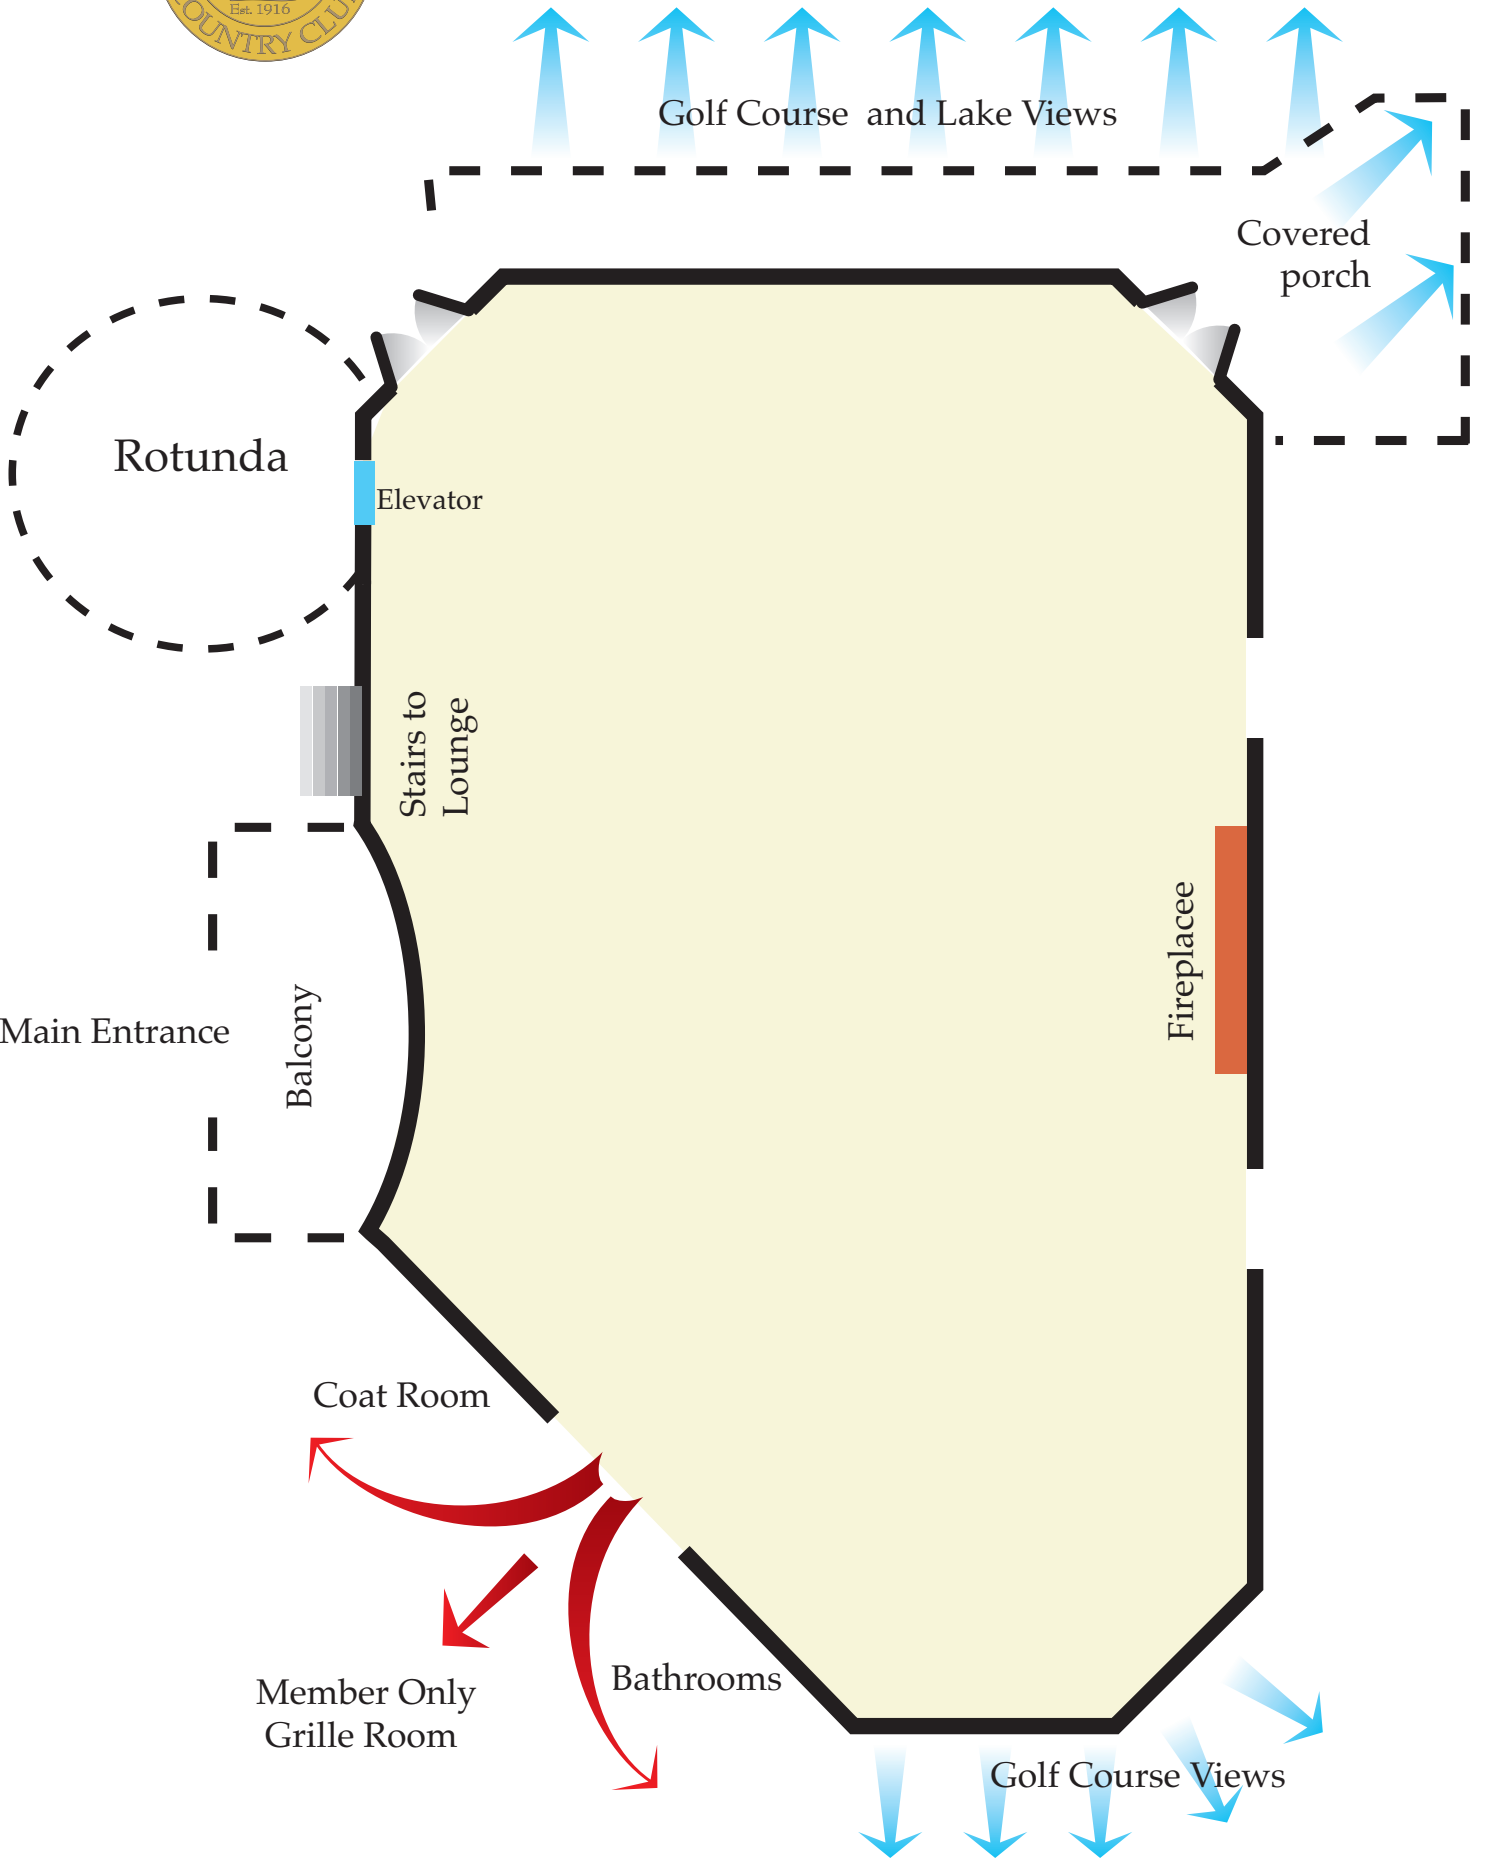 Est. 1916
COUNTRY CLUB
Golf Course and Lake Views
Covered
porch
Rotunda
Elevator
Stairs to
Lounge
Fireplacee
Main Entrance
Balcony
Coat Room
Bathrooms
Member Only
Grille Room
Golf Course Views